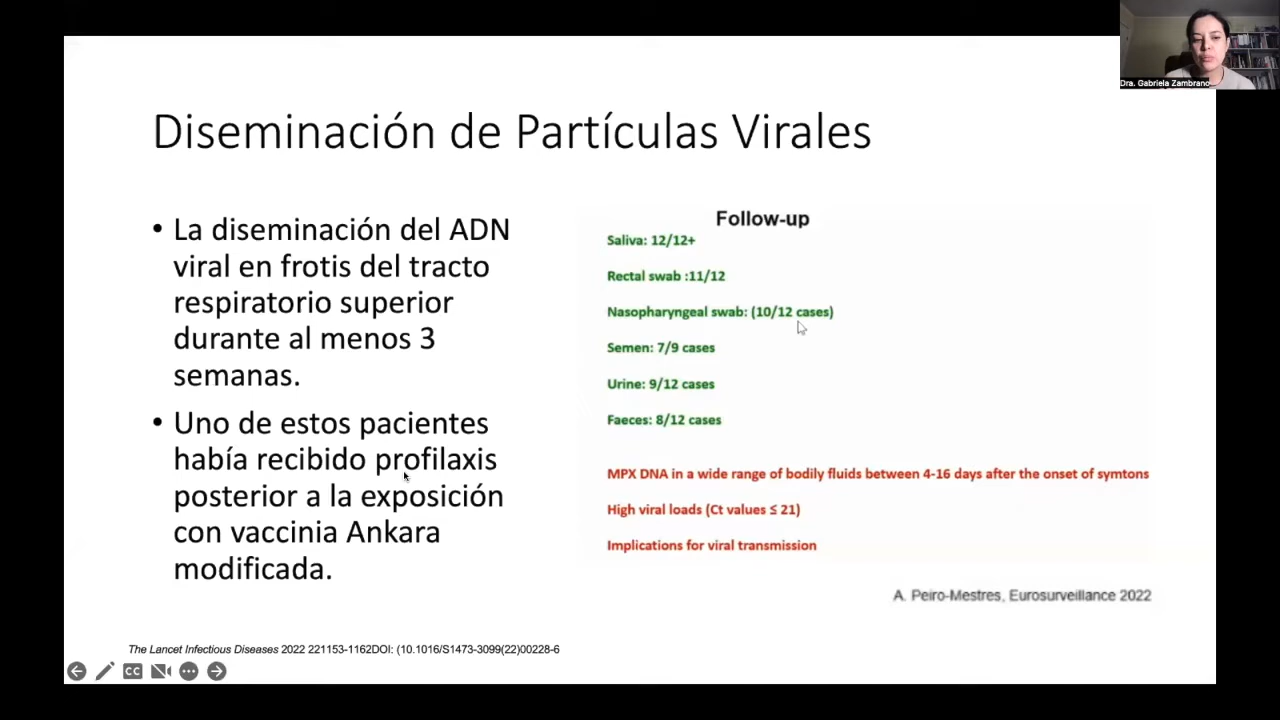 Dra. Gabriela Zambrano
Diseminación de Partículas Virales
• La diseminación del ADN
viral en frotis del tracto
respiratorio superior
durante al menos 3
semanas.
• Uno de estos pacientes
había recibido profilaxis
posterior a la exposición
con vaccinia Ankara
modificada.
Follow-up
Saliva: 12/12+
Rectal swab :11/12
Nasopharyngeal swab: (10/12 cases)
Semen: 7/9 cases
Urine: 9/12 cases
Faeces: 8/12 cases
MPX DNA in a wide range of bodily fluids between 4-16 days after the onset of symtons
High viral loads (Ct values ≤ 21)
Implications for viral transmission
A. Peiro-Mestres, Eurosurveillance 2022
The Lancet Infectious Diseases 2022 221153-1162DOI: (10.1016/S1473-3099(22)00228-6
CC